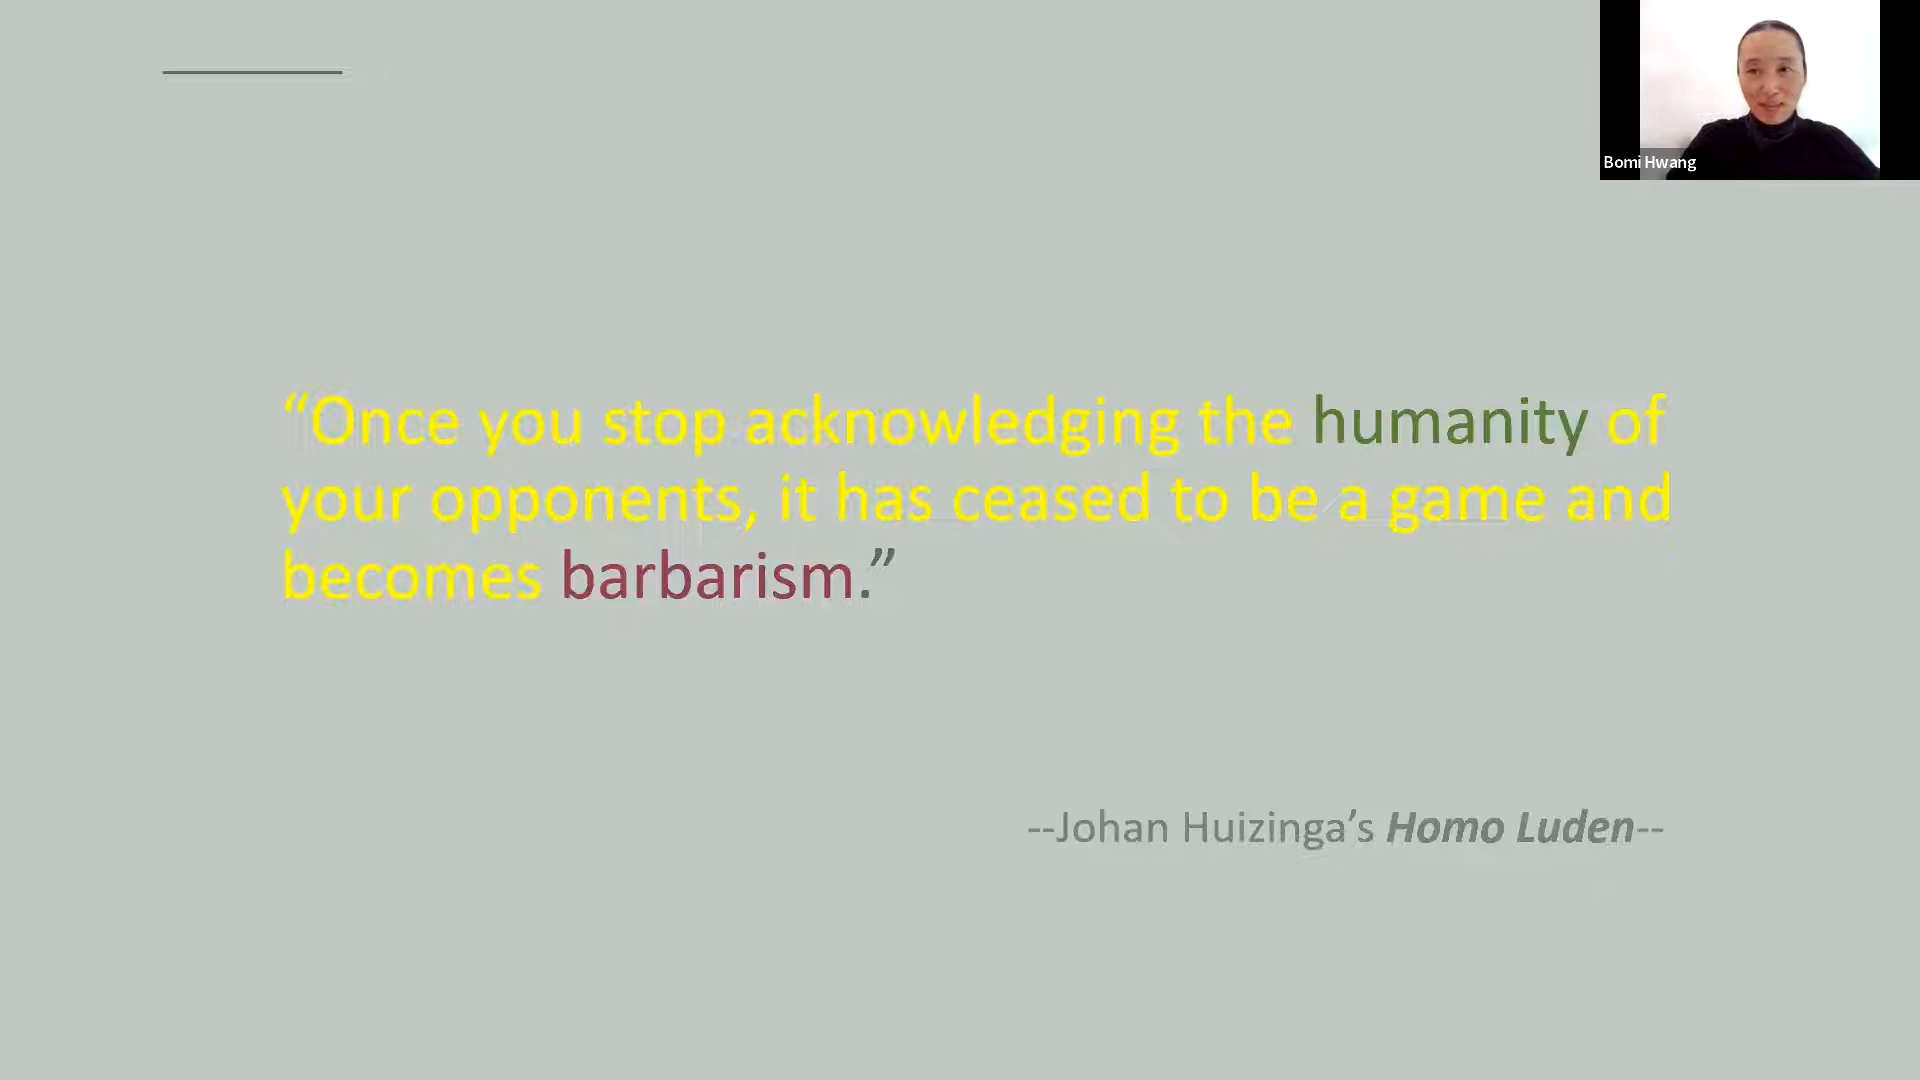 Bomi Hwang
“Once you stop acknowledging the humanity of
your opponents, it has ceased to be a game and
becomes barbarism.”
--Johan Huizinga’s Homo Luden--